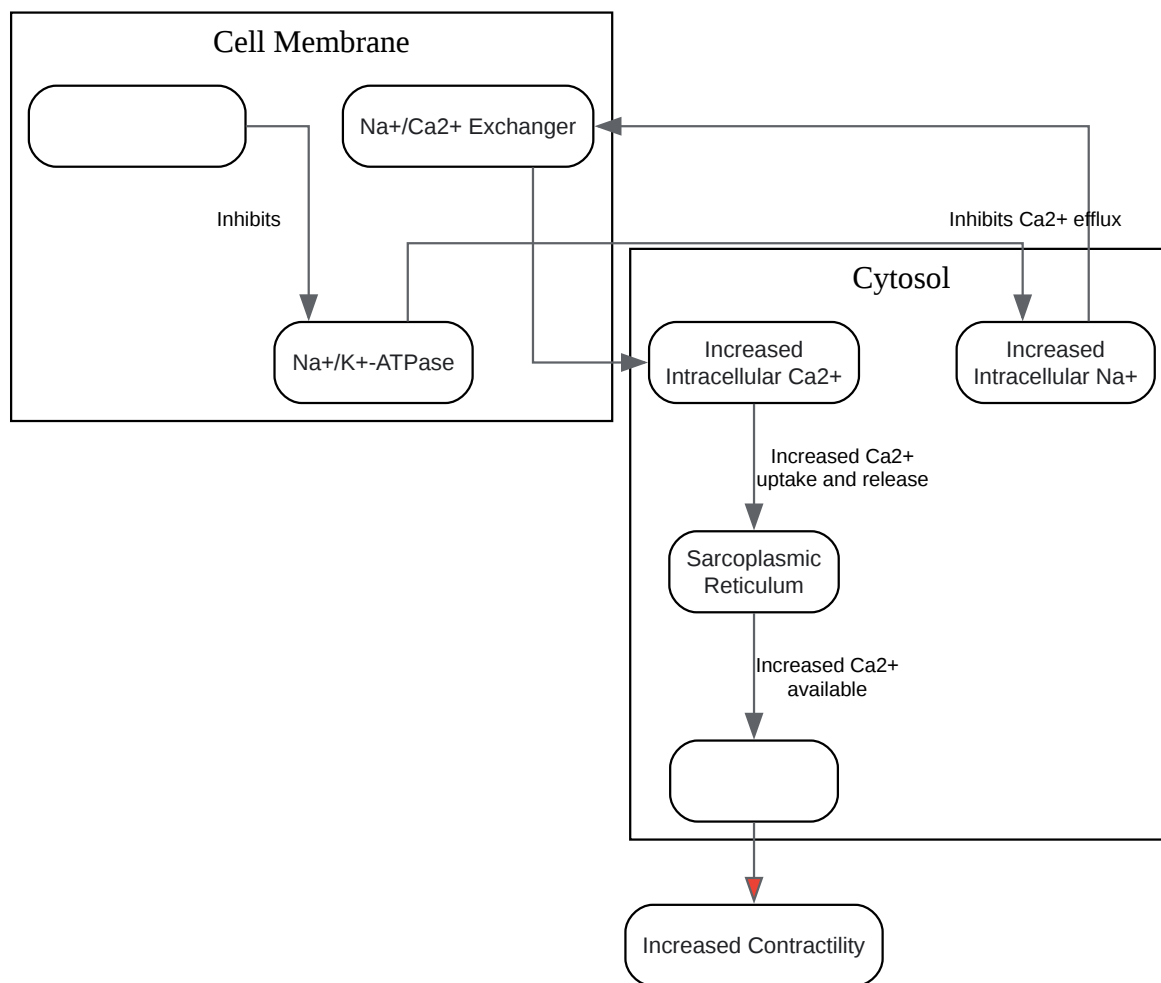 Cell Membrane
Na+/Ca2+ Exchanger
Inhibits
Inhibits Ca2+ efflux
Na+/K+-ATPase
Cytosol
Increased
Intracellular Ca2+
Increased
Intracellular Na+
Increased Ca2+
uptake and release
Sarcoplasmic
Reticulum
Increased Ca2+
available
Increased Contractility